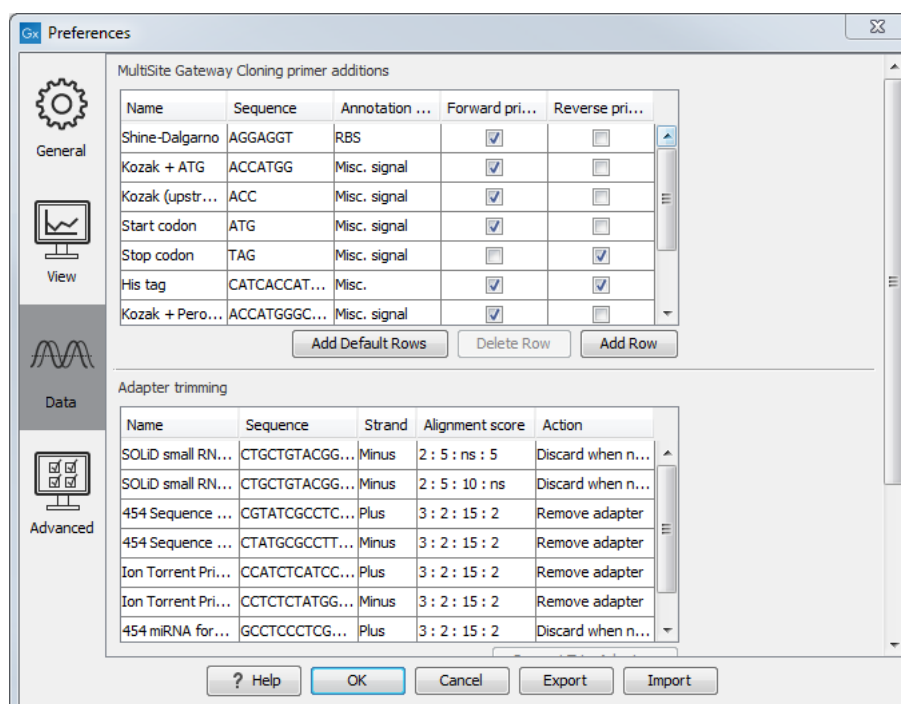 Gx Preferences
General
View
Data
Advanced
MultiSite Gateway Cloning primer additions
Name Sequence Annotation ... Forward pri... Reverse pri...
Shine-Dalgarno AGGAGGT RBS
Kozak + ATG ACCATGG Misc. signal
Kozak (upstr... ACC Misc. signal
Start codon ATG Misc. signal
Stop codon TAG Misc. signal
His tag CATCACCAT... Misc.
Kozak + Pero... ACCATGGGC... Misc. signal
Add Default Rows Delete Row Add Row
Adapter trimming
Name Sequence Strand Alignment score Action
SOLiD small RN... CTGCTGTACGG... Minus 2 : 5 : ns : 5 Discard when n...
SOLiD small RN... CTGCTGTACGG... Minus 2 : 5 : 10 : ns Discard when n...
454 Sequence ... CGTATCGCCTC... Plus 3 : 2 : 15 : 2 Remove adapter
454 Sequence ... CTATGCGCCTT... Minus 3 : 2 : 15 : 2 Remove adapter
Ion Torrent Pri... CCATCTCATCC... Plus 3 : 2 : 15 : 2 Remove adapter
Ion Torrent Pri... CCTCTCTATGG... Minus 3 : 2 : 15 : 2 Remove adapter
454 miRNA for... GCCTCCCTCG... Plus 3 : 2 : 15 : 2 Discard when n...
? Help OK Cancel Export Import